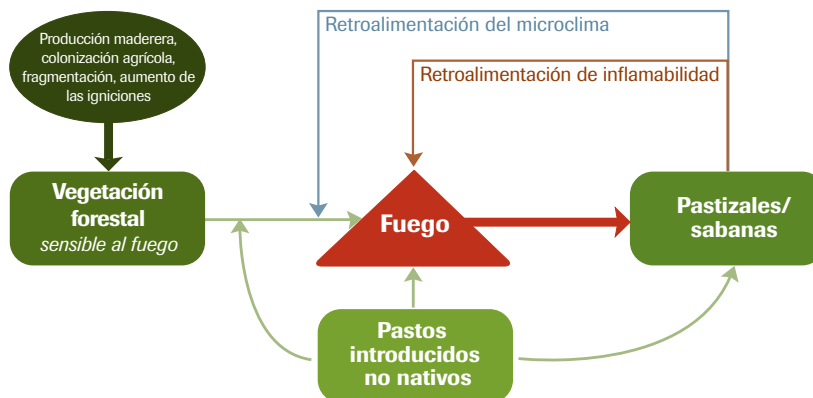 Producción maderera,
colonización agrícola,
fragmentación, aumento de
las igniciones
Retroalimentación del microclima
Retroalimentación de inflamabilidad
Vegetación
forestal
sensible al fuego
Fuego
Pastizales/
sabanas
Pastos
introducidos
no nativos